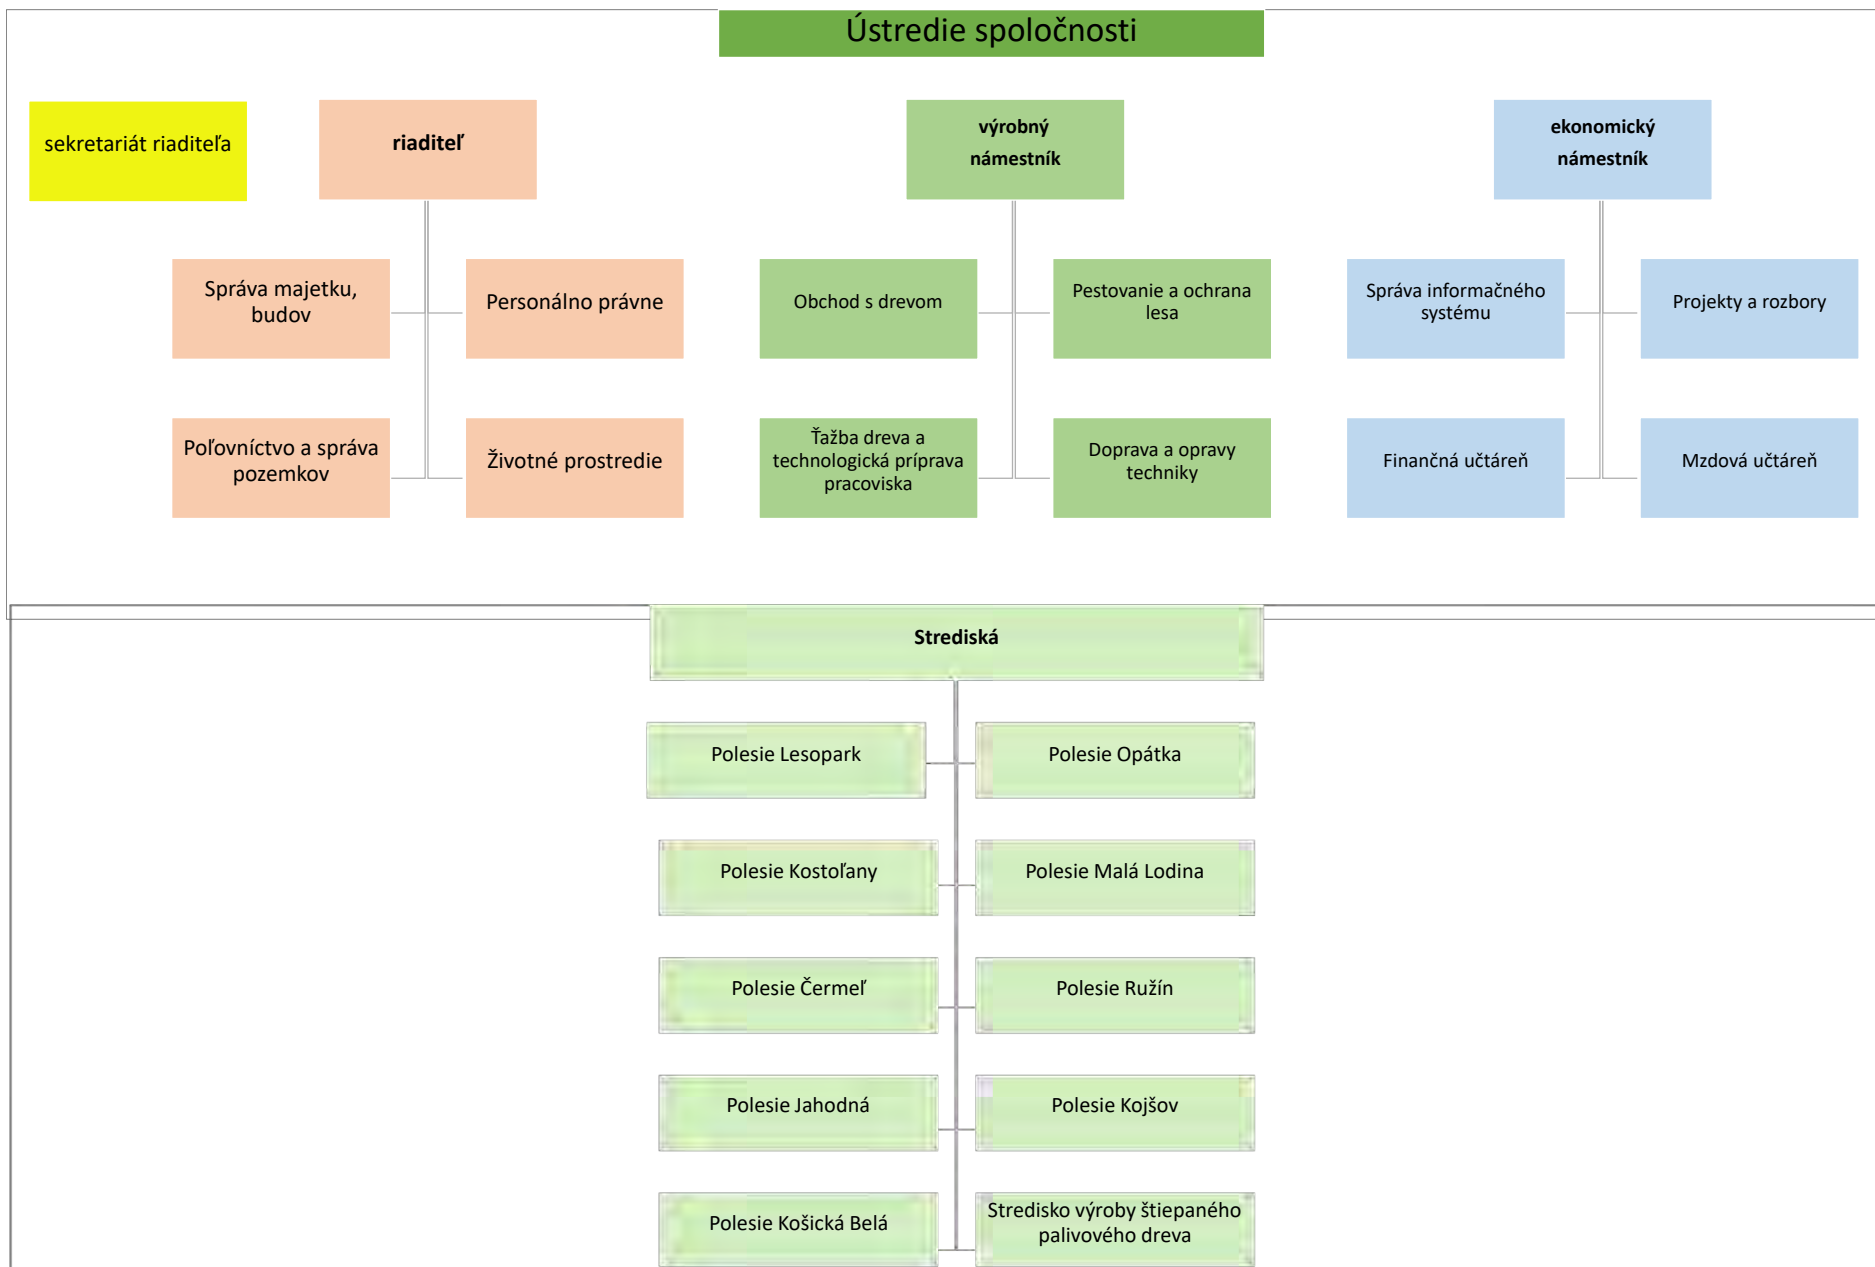 Ústredie spoločnosti
sekretariát riaditeľa
riaditeľ
výrobný
námestník
ekonomický
námestník
Správa majetku,
budov
Personálno právne
Obchod s drevom
Pestovanie a ochrana
lesa
Správa informačného
systému
Projekty a rozbory
Poľovníctvo a správa
pozemkov
Životné prostredie
Ťažba dreva a
technologická príprava
pracoviska
Doprava a opravy
techniky
Finančná učtáreň
Mzdová učtáreň
Strediská
Polesie Lesopark
Polesie Opátka
Polesie Kostoľany
Polesie Malá Lodina
Polesie Čermeľ
Polesie Ružín
Polesie Jahodná
Polesie Kojšov
Polesie Košická Belá
Stredisko výroby štiepaného
palivového dreva